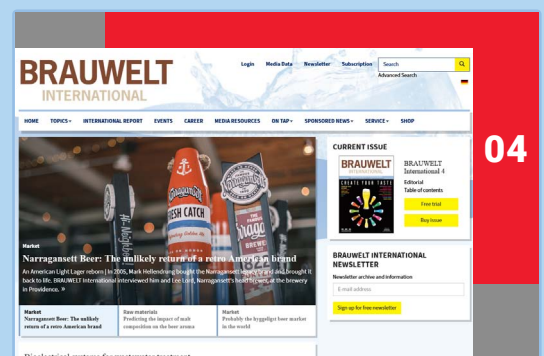 BRAUWELT
INTERNATIONAL
Login Media Data Newsletter Subscription Search
Advanced Search
HOME TOPICS INTERNATIONAL REPORT EVENTS CAREER MEDIA RESOURCES ON TAP SPONSORED NEWS SERVICE SHOP
04
Hi-Neighbor
Narragansett
FRESH CATCH
Narragansett
BREWE
Market
Narragansett Beer: The unlikely return of a retro American brand
An American Light Lager reborn | In 2005, Mark Hellendrung bought the Narragansett legacy brand and brought it
back to life. BRAUWELT International interviewed him and Lee Lord, Narragansett's head brewer, at the brewery
in Providence. »
Market
Narragansett Beer: The unlikely
return of a retro American brand
Raw materials
Predicting the impact of malt
composition on the beer aroma
Market
Probably the hyggeligst beer market
in the world
CURRENT ISSUE
BRAUWELT
INTERNATIONAL
CREATE YOUR TASTE
BRAUWELT
International 4
Editorial
Table of contents
Free trial
Buy issue
BRAUWELT INTERNATIONAL
NEWSLETTER
Newsletter archive and information
E-mail address
Sign up for free newsletter